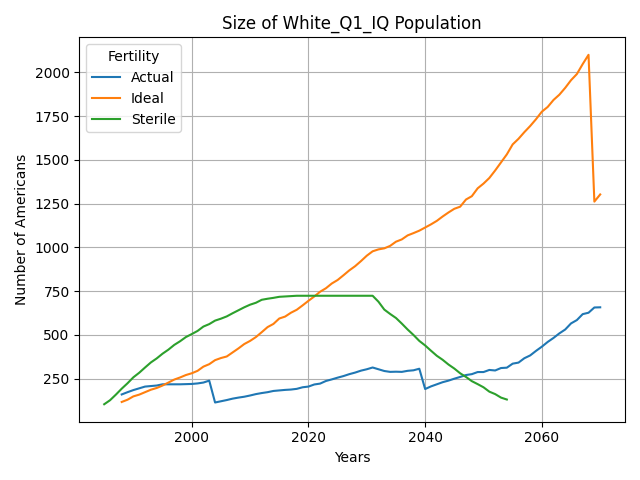 Size of White_Q1_IQ Population
Fertility
Actual
Ideal
Sterile
Number of Americans
2000
1750
1500
1250
1000
750
500
250
2000 2020 2040 2060
Years